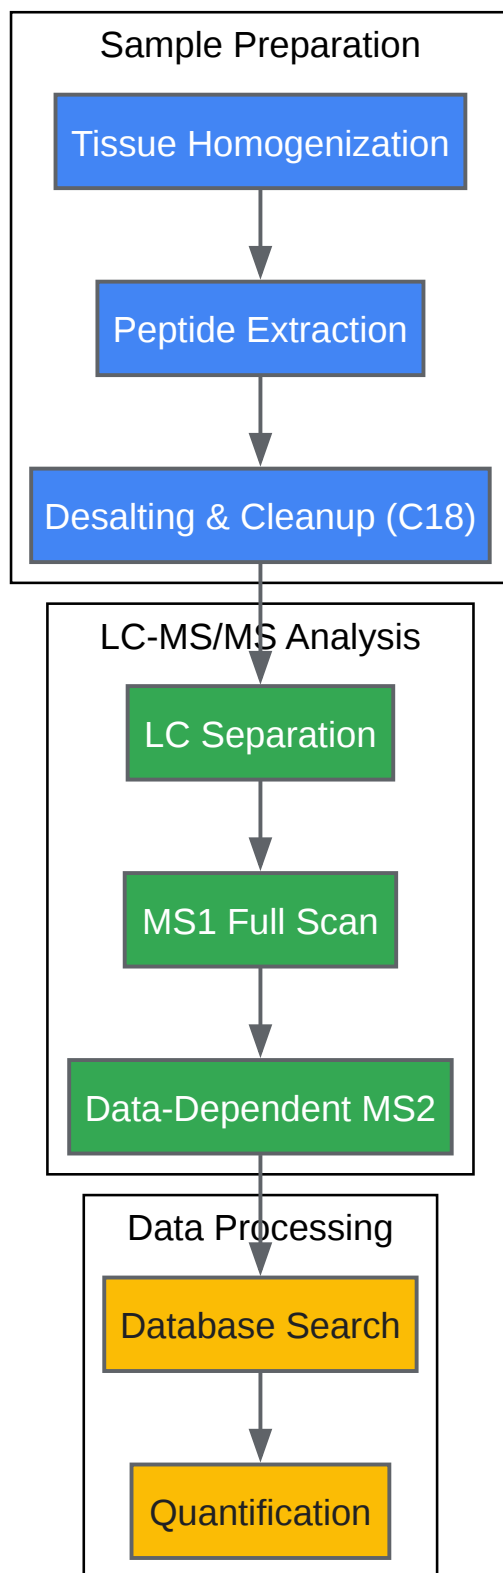 Sample Preparation
Tissue Homogenization
Peptide Extraction
Desalting & Cleanup (C18)
LC-MS/MS Analysis
LC Separation
MS1 Full Scan
Data-Dependent MS2
Data Processing
Database Search
Quantification